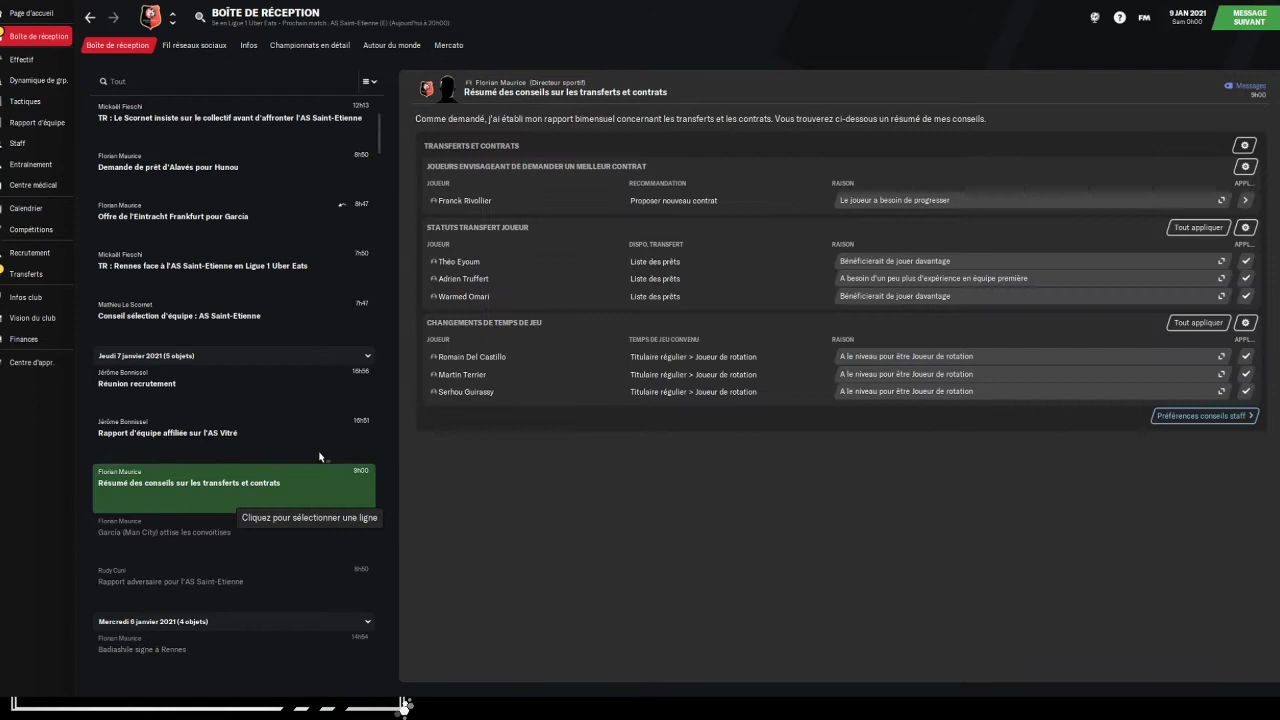 Page d'accueil
Boîte de réception
Effectif
Dynamique de grp.
Tactiques
Rapport d'équipe
Staff
Entraînement
Centre médical
Calendrier
Compétitions
Recrutement
Transferts
Infos club
Vision du club
Finances
Centre d'appr.
BOÎTE DE RÉCEPTION
5e en Ligue 1 Uber Eats - Prochain match : AS Saint-Etienne (E) (Aujourd'hui à 20h00)
FM
9 JAN 2021
Sam 0h00
MESSAGE SUIVANT
Boîte de réception Fil réseaux sociaux Infos Championnats en détail Autour du monde Mercato
Tout
Mickaël Fieschi 12h13
TR : Le Scornet insiste sur le collectif avant d'affronter l'AS Saint-Etienne
Florian Maurice 8h50
Demande de prêt d'Alavés pour Hunou
Florian Maurice 8h47
Offre de l'Eintracht Frankfurt pour García
Mickaël Fieschi 7h50
TR : Rennes face à l'AS Saint-Etienne en Ligue 1 Uber Eats
Mathieu Le Scornet 7h47
Conseil sélection d'équipe : AS Saint-Etienne
Jeudi 7 janvier 2021 (5 objets)
Jérôme Bonnissel 16h56
Réunion recrutement
Jérôme Bonnissel 16h51
Rapport d'équipe affiliée sur l'AS Vitré
Florian Maurice 9h00
Résumé des conseils sur les transferts et contrats
Cliquez pour sélectionner une ligne
Florian Maurice
García (Man City) attise les convoitises
Rudy Cuni 8h50
Rapport adversaire pour l'AS Saint-Etienne
Mercredi 6 janvier 2021 (4 objets)
Florian Maurice 14h54
Badiashile signe à Rennes
Florian Maurice (Directeur sportif)
Résumé des conseils sur les transferts et contrats
Messages
9h00
Comme demandé, j'ai établi mon rapport bimensuel concernant les transferts et les contrats. Vous trouverez ci-dessous un résumé de mes conseils.
TRANSFERTS ET CONTRATS
JOUEURS ENVISAGEANT DE DEMANDER UN MEILLEUR CONTRAT
JOUEUR RECOMMANDATION RAISON APPL...
Franck Rivollier Proposer nouveau contrat Le joueur a besoin de progresser
STATUTS TRANSFERT JOUEUR Tout appliquer
JOUEUR DISPO. TRANSFERT RAISON APPL...
Théo Eyoum Liste des prêts Bénéficierait de jouer davantage
Adrien Truffert Liste des prêts A besoin d'un peu plus d'expérience en équipe première
Warmed Omari Liste des prêts Bénéficierait de jouer davantage
CHANGEMENTS DE TEMPS DE JEU Tout appliquer
JOUEUR TEMPS DE JEU CONVENU RAISON APPL...
Romain Del Castillo Titulaire régulier > Joueur de rotation A le niveau pour être Joueur de rotation
Martin Terrier Titulaire régulier > Joueur de rotation A le niveau pour être Joueur de rotation
Serhou Guirassy Titulaire régulier > Joueur de rotation A le niveau pour être Joueur de rotation
Préférences conseils staff